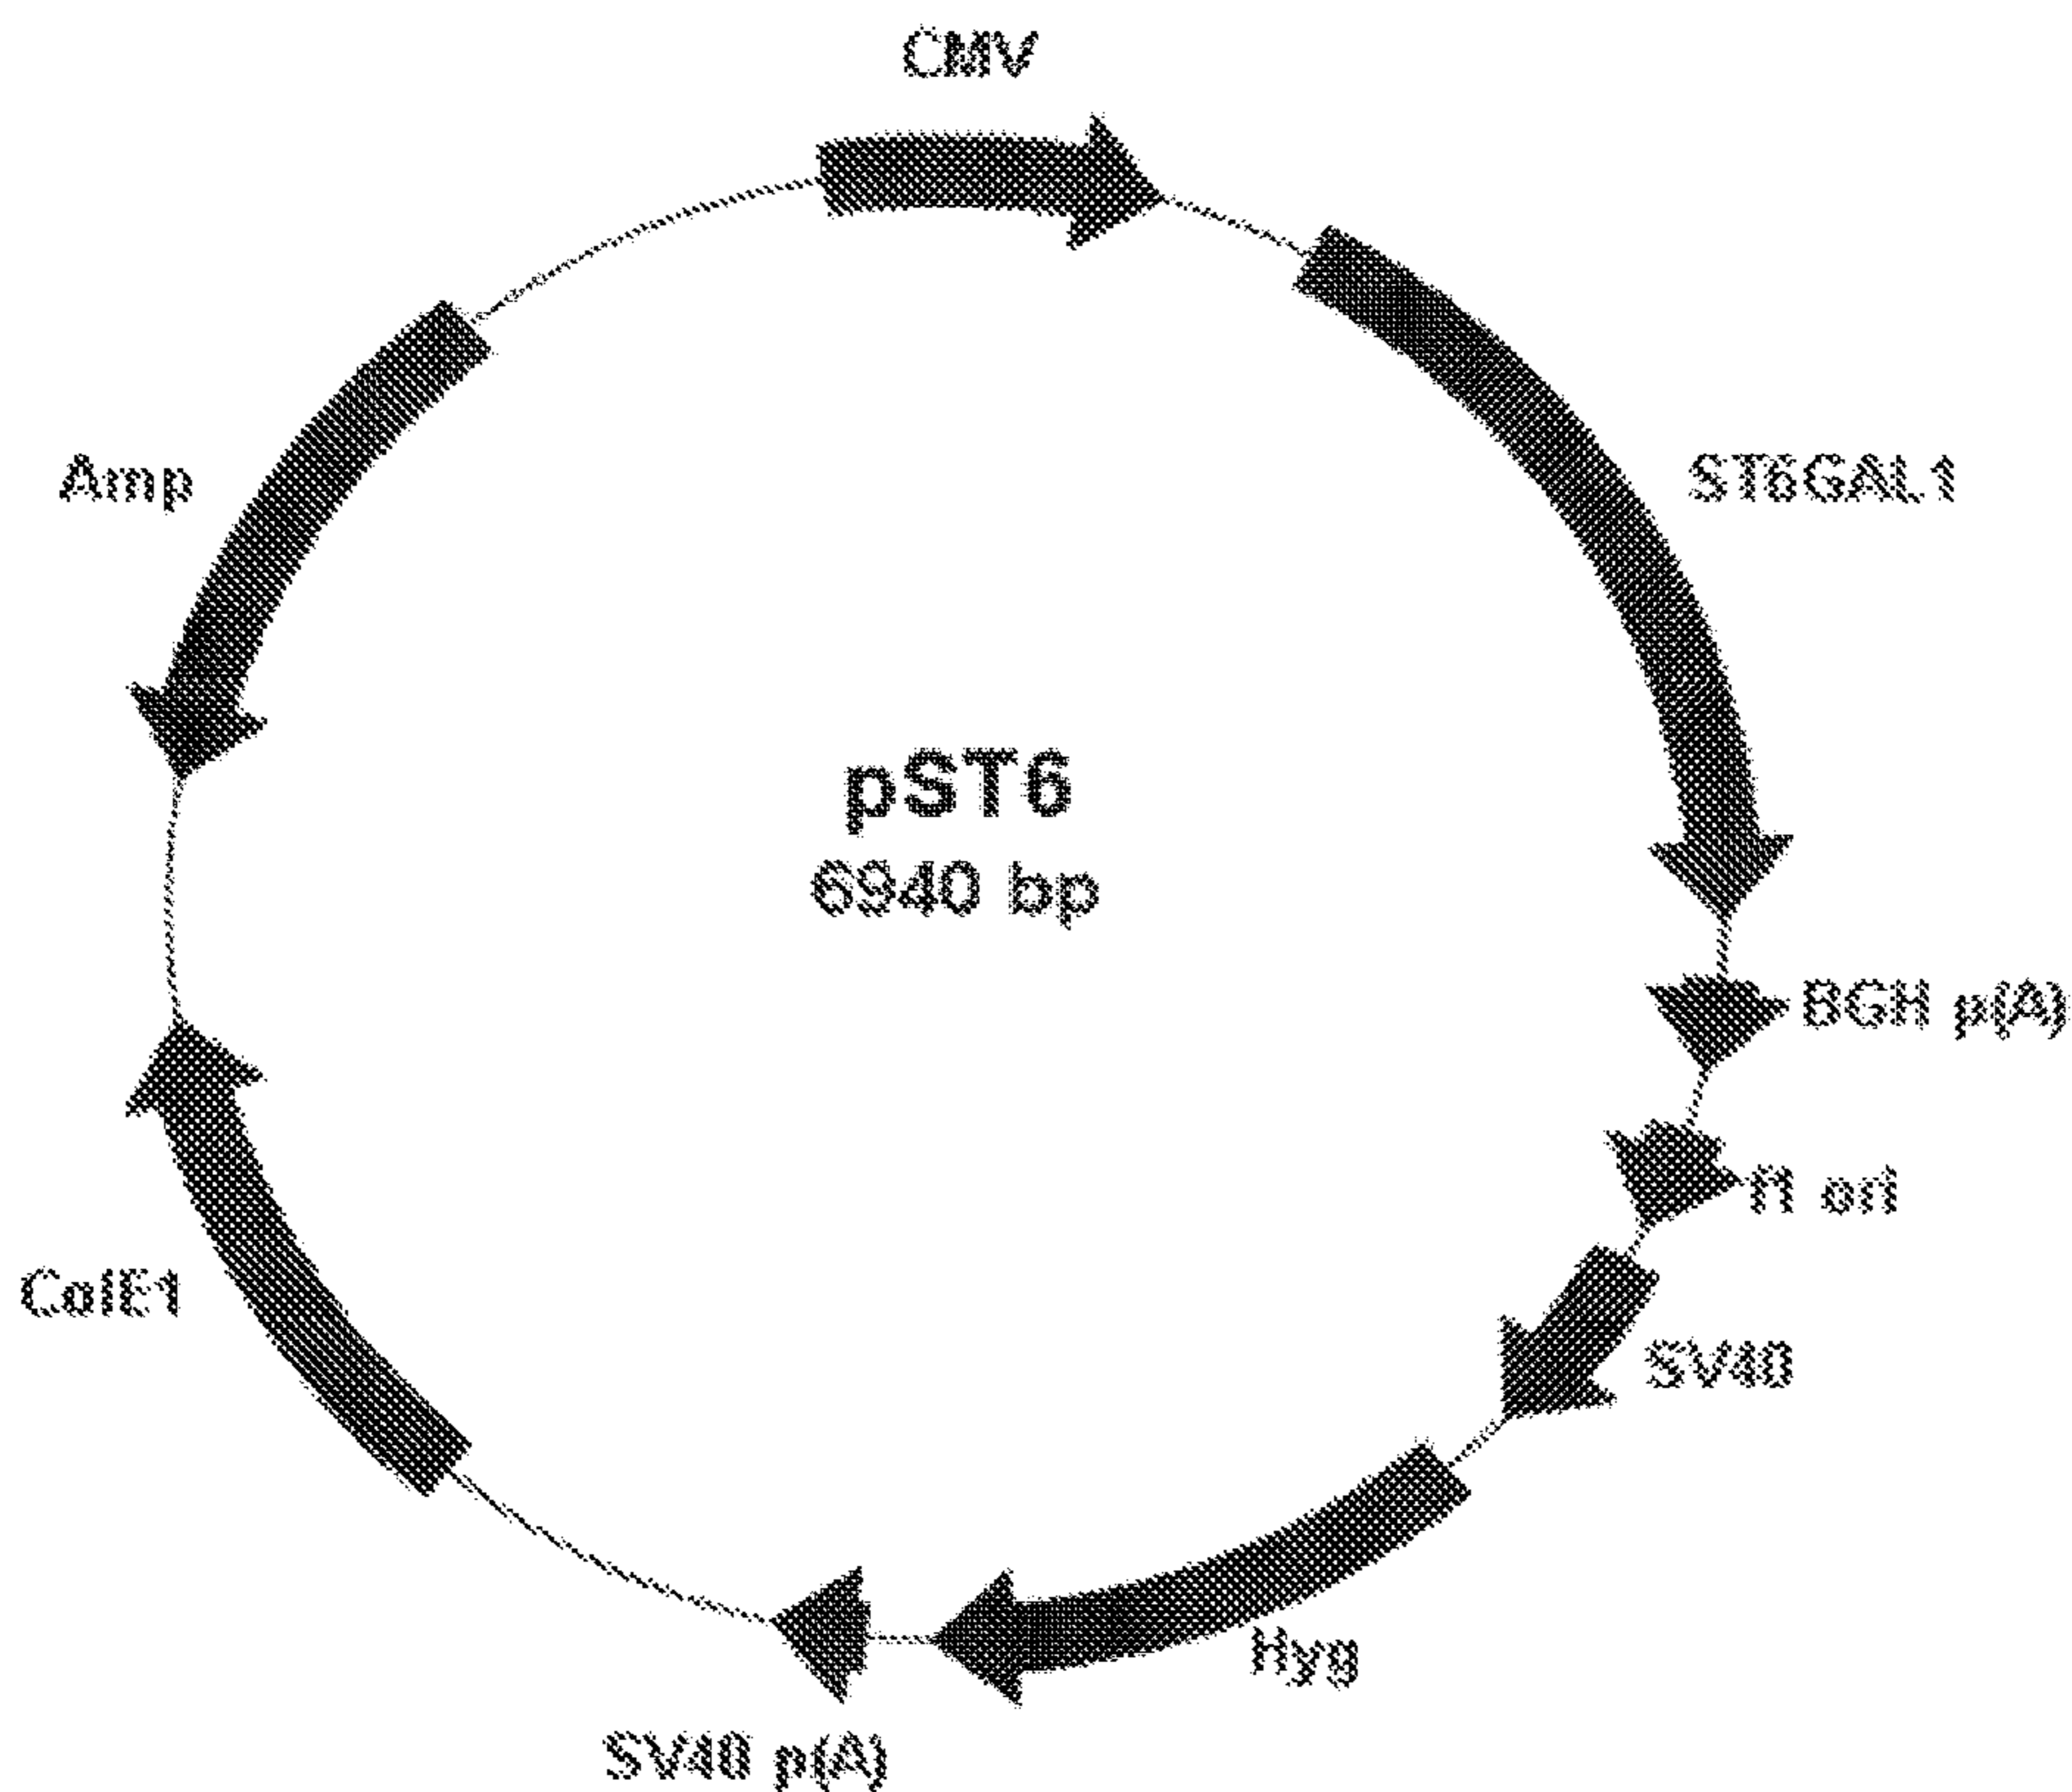 CMV
ST6GAL1
Amp
pST6
6940 bp
BGH p(A)
f1 ori
ColE1
SV40
Hyg
SV40 p(A)